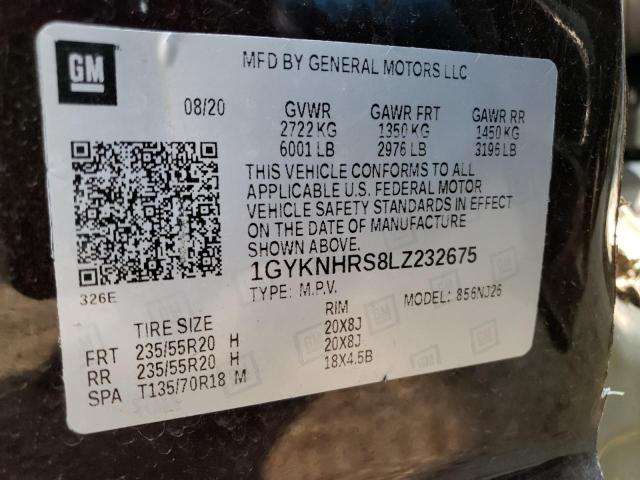 GM
MFD BY GENERAL MOTORS LLC
08/20 GVWR GAWR FRT GAWR RR
2722 KG 1350 KG 1450 KG
6001 LB 2976 LB 3196 LB
THIS VEHICLE CONFORMS TO ALL
APPLICABLE U.S. FEDERAL MOTOR
VEHICLE SAFETY STANDARDS IN EFFECT
ON THE DATE OF MANUFACTURE
SHOWN ABOVE.
326E
1GYKNHRS8LZ232675
TYPE: M.P.V. MODEL: 856NJ26
TIRE SIZE RIM
FRT 235/55R20 H 20X8J
RR 235/55R20 H 20X8J
SPA T135/70R18 M 18X4.5B